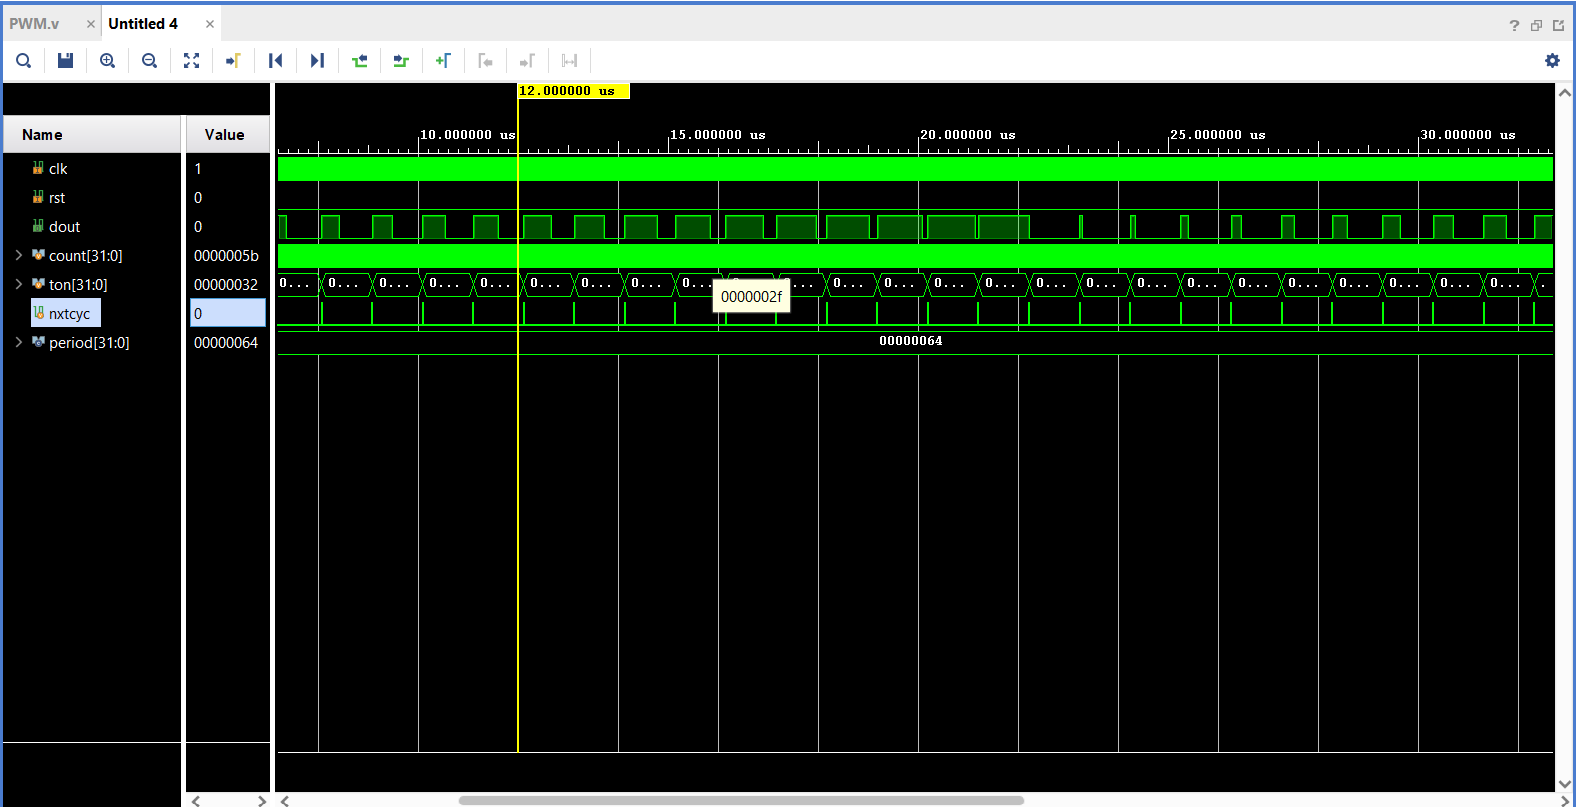 PWM.v × Untitled 4 ×
?
12.000000 us
Name Value
10.000000 us 15.000000 us 20.000000 us 25.000000 us 30.000000 us
clk 1
rst 0
dout 0
count[31:0] 0000005b
ton[31:0] 00000032 0... 0... 0... 0... 0... 0... 0... 0... 0... 0... 0... 0... 0... 0... 0... 0... 0... 0... 0... 0... 0... 0... 0... .
0000002f
nxtcyc 0
period[31:0] 00000064 00000064